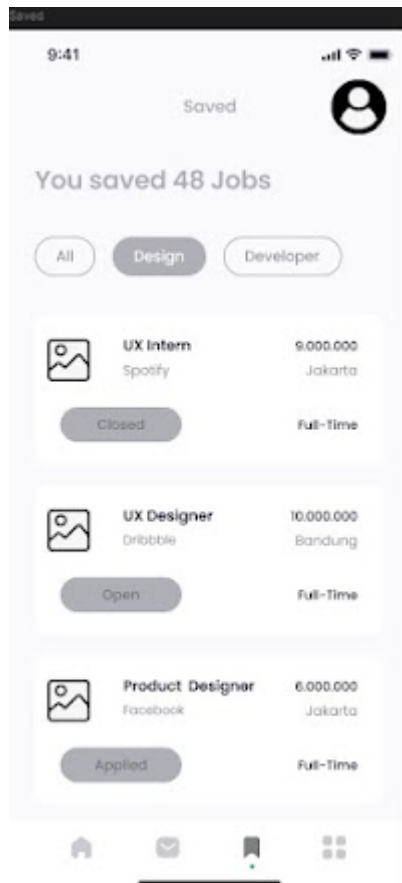 Saved
9:41
Saved
You saved 48 Jobs
All Design Developer
UX Intern 9.000.000
Spotify Jakarta
Closed Full-Time
UX Designer 10.000.000
Dribbble Bandung
Open Full-Time
Product Designer 6.000.000
Facebook Jakarta
Applied Full-Time